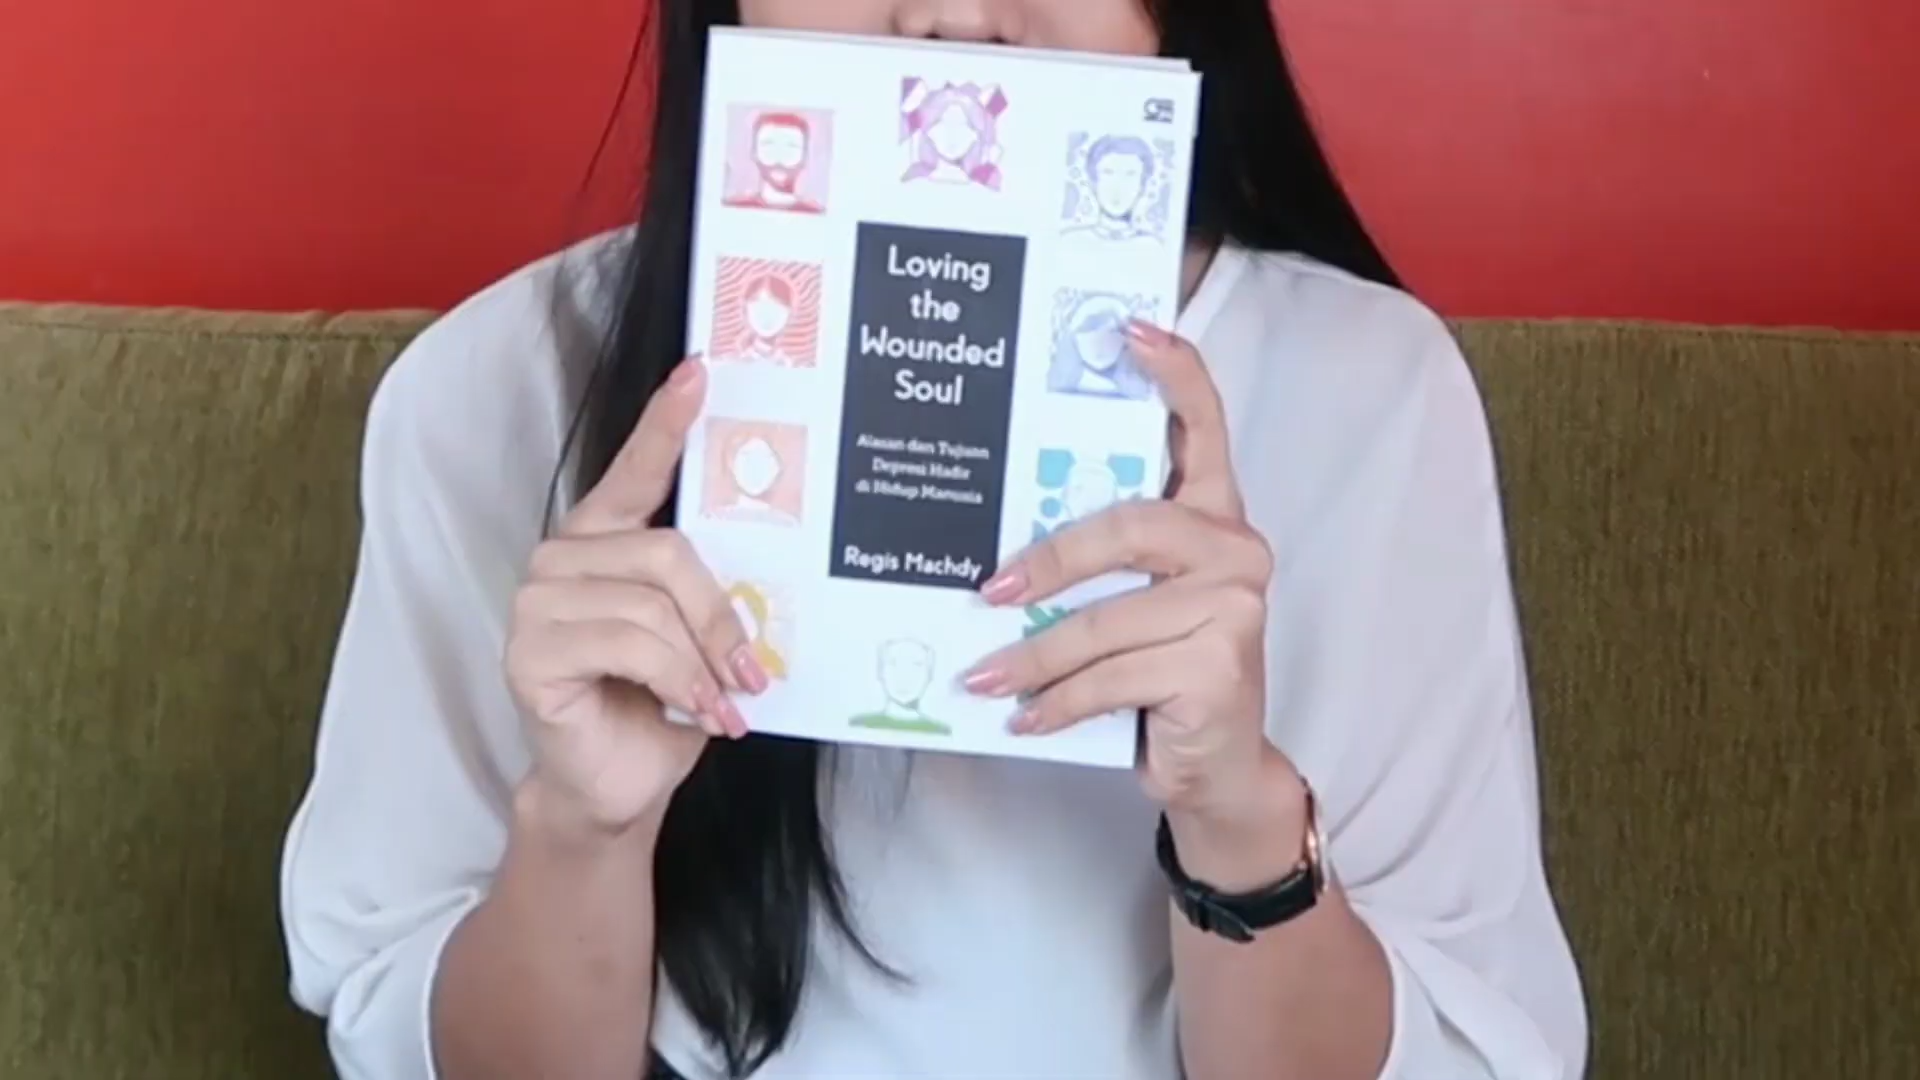 Loving
the
Wounded
Soul
Alasan dan Tujuan
Depresi Hadir
di Hidup Manusia
Regis Machdy